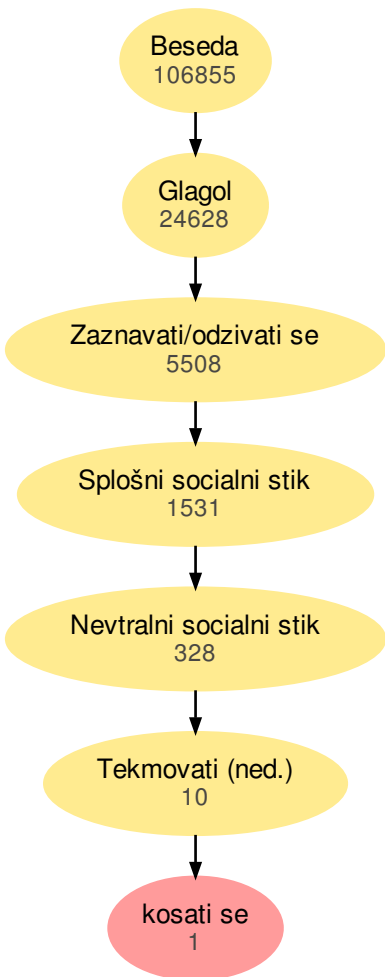 Beseda
106855
Glagol
24628
Zaznavati/odzivati se
5508
Splošni socialni stik
1531
Nevtralni socialni stik
328
Tekmovati (ned.)
10
kosati se
1